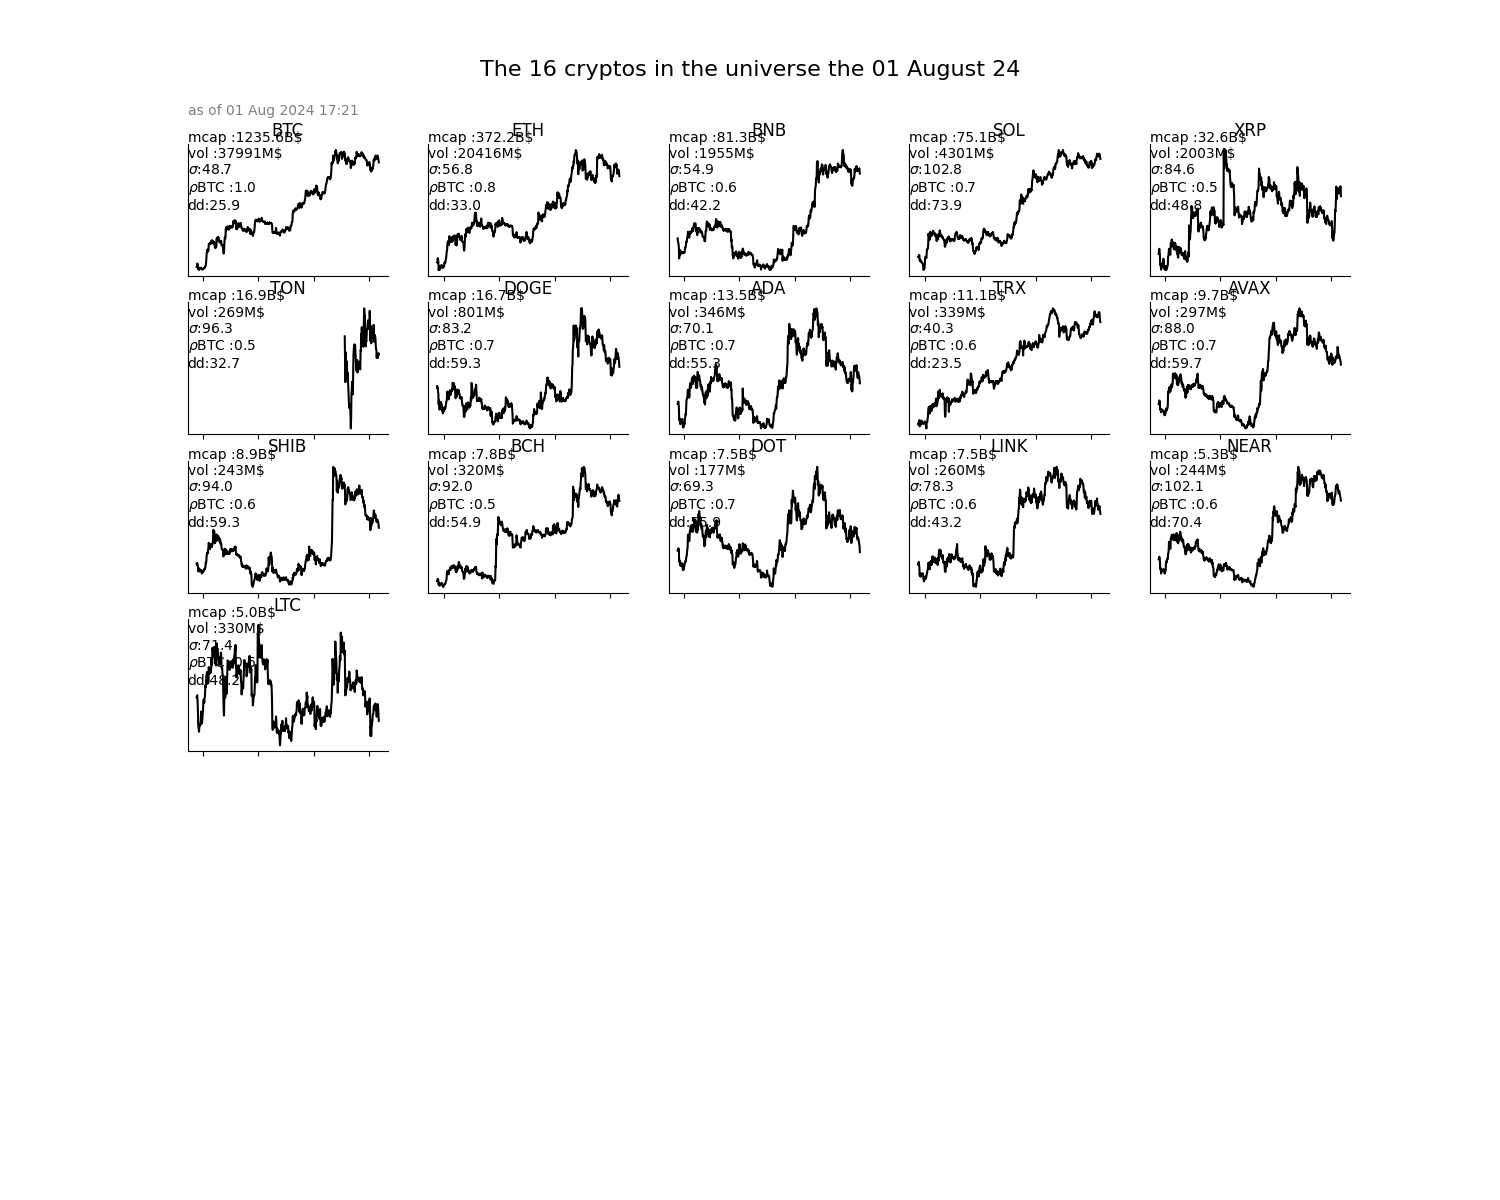 The 16 cryptos in the universe the 01 August 24
as of 01 Aug 2024 17:21
BTC
mcap :1235.6B$
vol :37991M$
σ:48.7
ρBTC :1.0
dd:25.9
ETH
mcap :372.2B$
vol :20416M$
σ:56.8
ρBTC :0.8
dd:33.0
BNB
mcap :81.3B$
vol :1955M$
σ:54.9
ρBTC :0.6
dd:42.2
SOL
mcap :75.1B$
vol :4301M$
σ:102.8
ρBTC :0.7
dd:73.9
XRP
mcap :32.6B$
vol :2003M$
σ:84.6
ρBTC :0.5
dd:48.8
TON
mcap :16.9B$
vol :269M$
σ:96.3
ρBTC :0.5
dd:32.7
DOGE
mcap :16.7B$
vol :801M$
σ:83.2
ρBTC :0.7
dd:59.3
ADA
mcap :13.5B$
vol :346M$
σ:70.1
ρBTC :0.7
dd:55.3
TRX
mcap :11.1B$
vol :339M$
σ:40.3
ρBTC :0.6
dd:23.5
AVAX
mcap :9.7B$
vol :297M$
σ:88.0
ρBTC :0.7
dd:59.7
SHIB
mcap :8.9B$
vol :243M$
σ:94.0
ρBTC :0.6
dd:59.3
BCH
mcap :7.8B$
vol :320M$
σ:92.0
ρBTC :0.5
dd:54.9
DOT
mcap :7.5B$
vol :177M$
σ:69.3
ρBTC :0.7
LINK
mcap :7.5B$
vol :260M$
σ:78.3
ρBTC :0.6
dd:43.2
NEAR
mcap :5.3B$
vol :244M$
σ:102.1
ρBTC :0.6
dd:70.4
LTC
mcap :5.0B$
vol :330M$
σ:71.4
ρBTC :0.6
dd:48.2